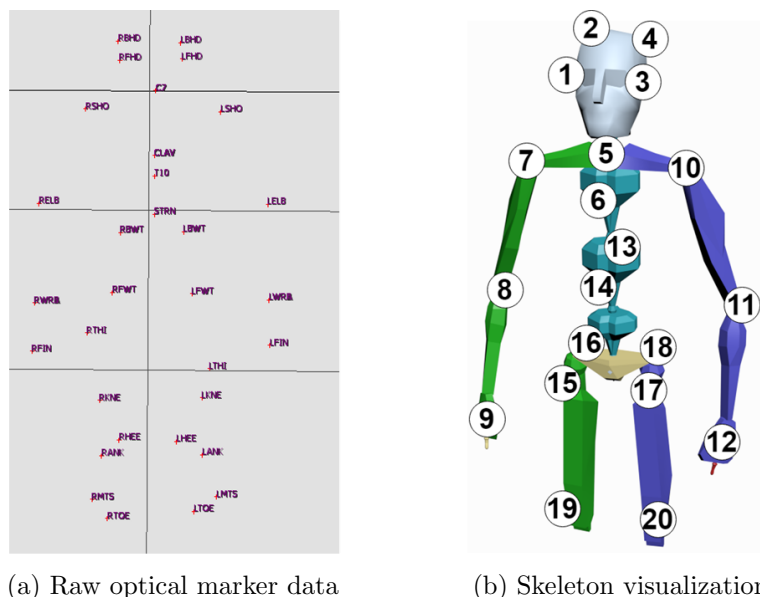 RBHD LBHD
RFHD LFHD
C7
RSHO LSHO
CLAV
T10
RELB LELB
STRN
RBWT LBWT
RFWT LFWT
RWRB LWRB
RTHI
RFIN LFIN
LTHI
RKNE LKNE
RHEE LHEE
RANK LANK
RMTS LMTS
RTOE LTOE
2 4
1 3
7 5 10
6
13
8 14 11
16 18
15 17
9 12
19 20
(a) Raw optical marker data
(b) Skeleton visualization